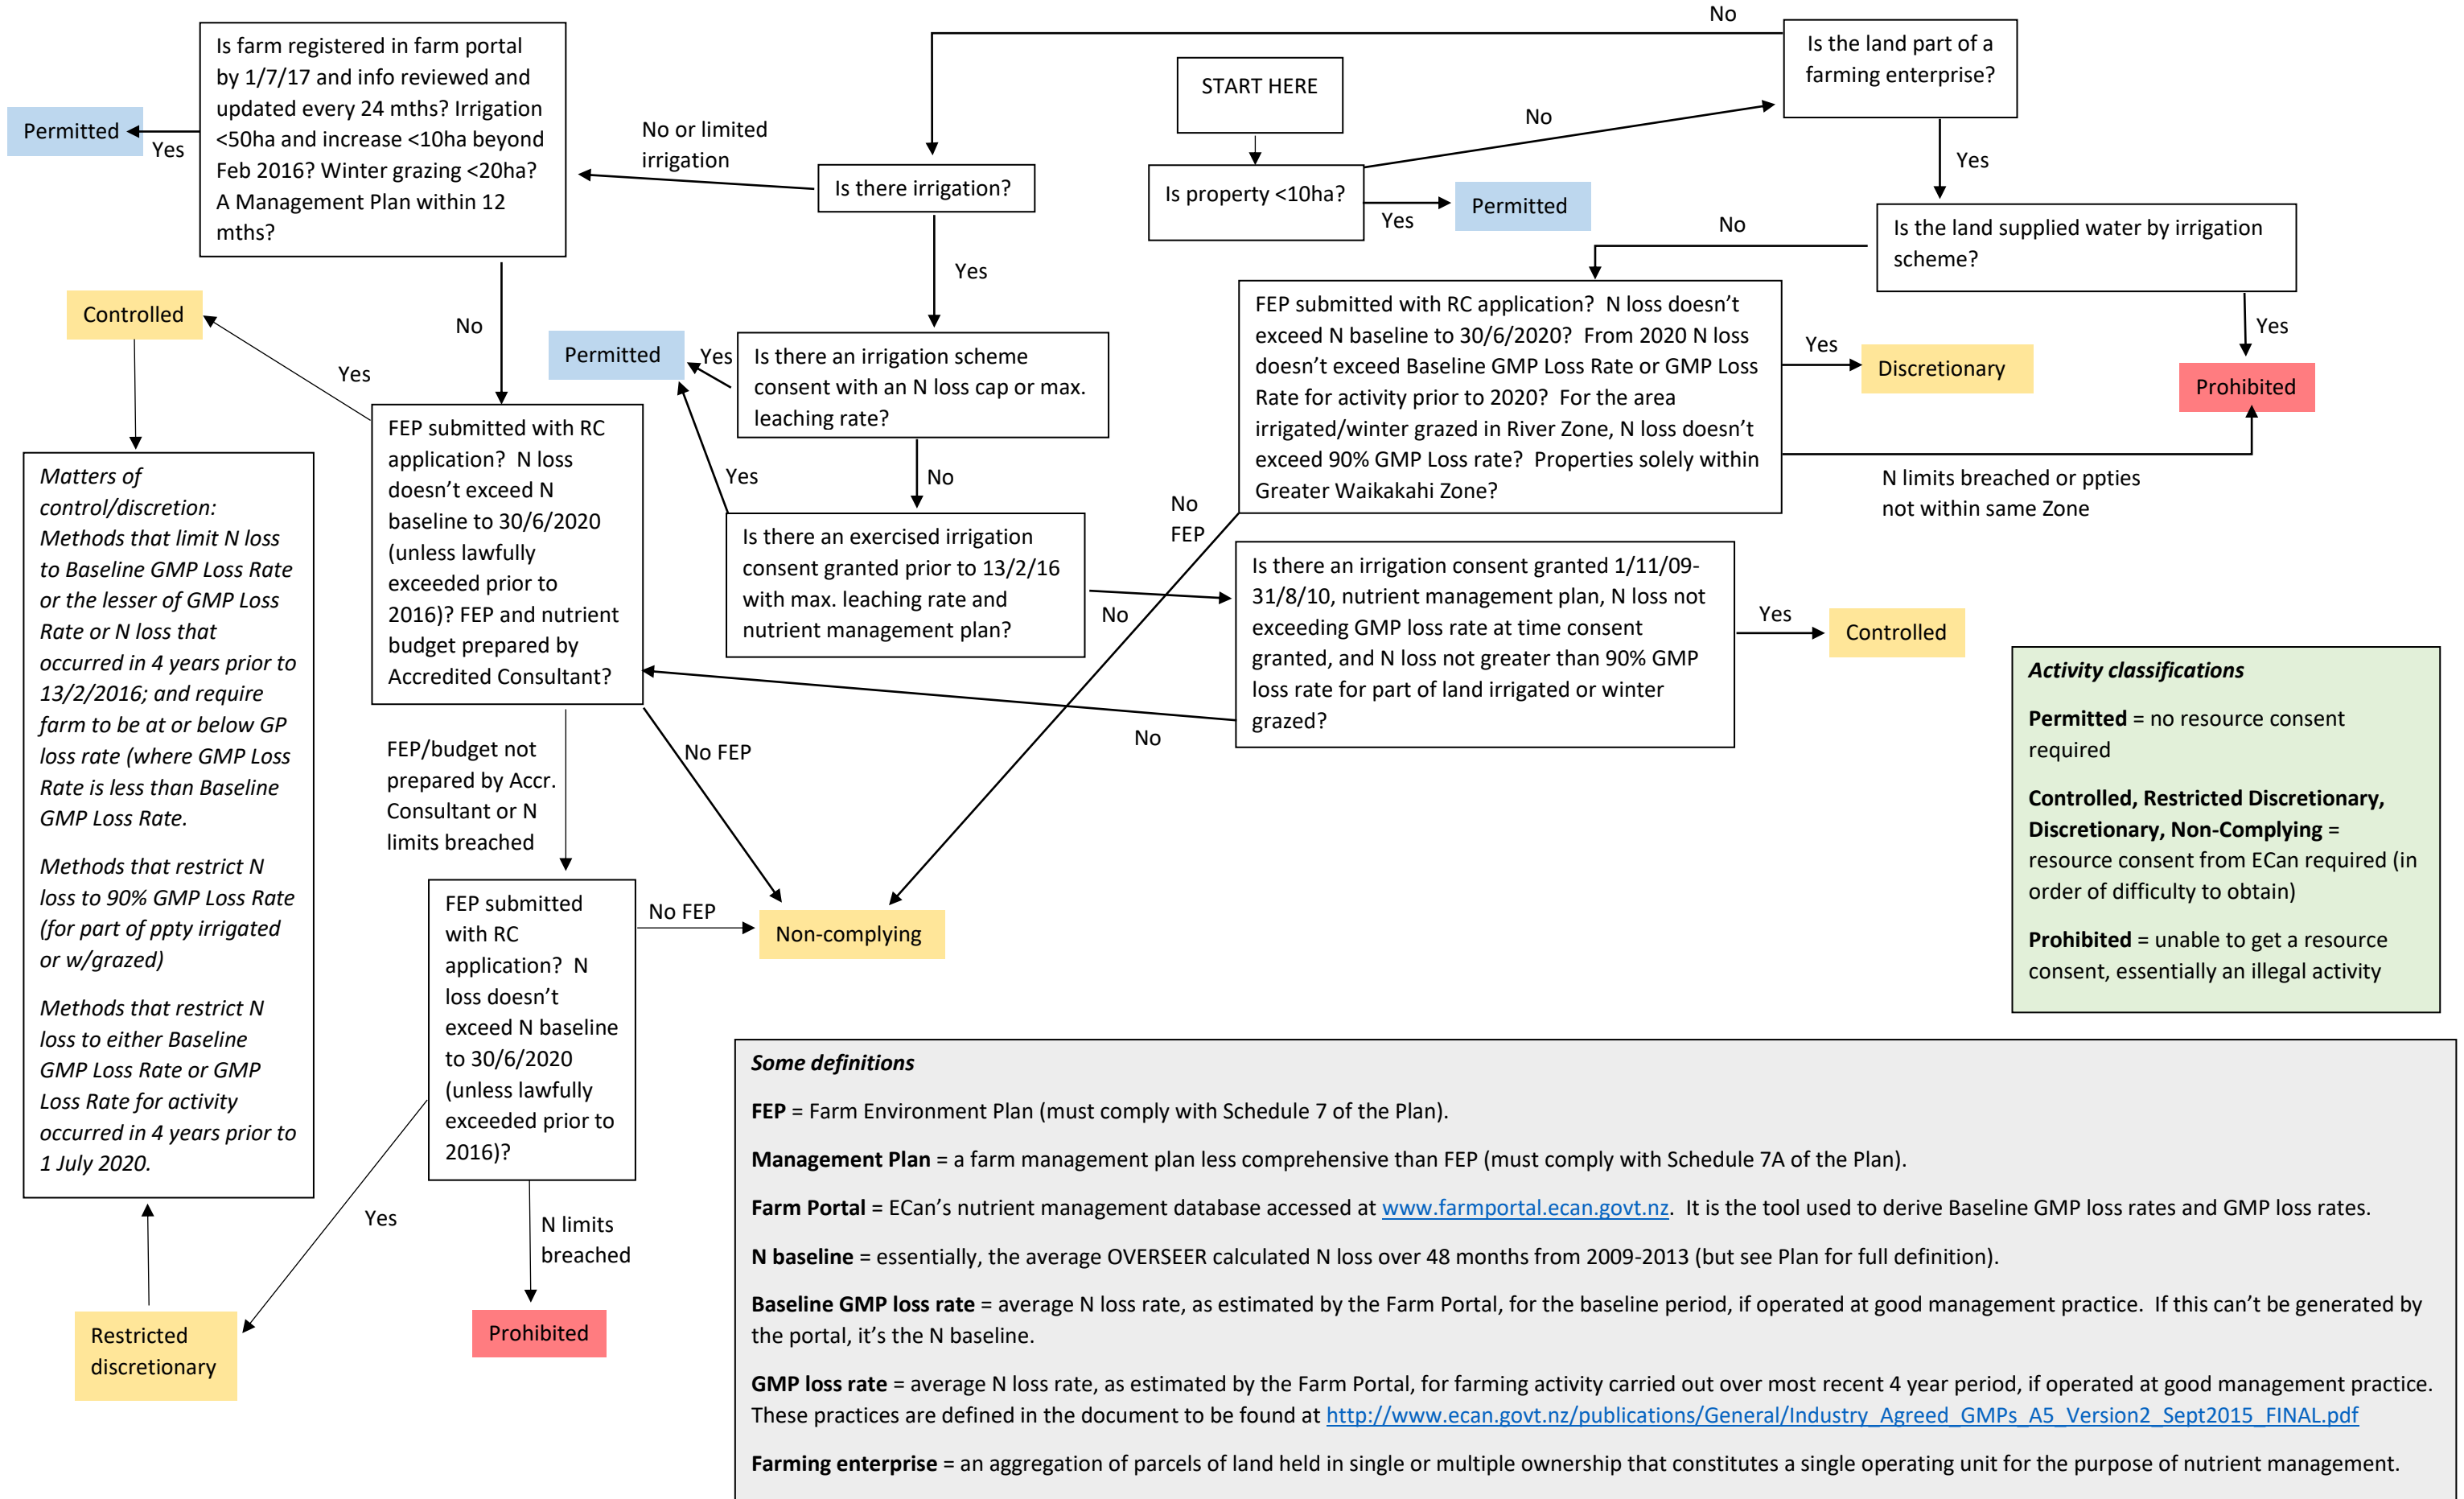 No
Is the land part of a
farming enterprise?
START HERE
Is farm registered in farm portal
by 1/7/17 and info reviewed and
updated every 24 mths? Irrigation
<50ha and increase <10ha beyond
Feb 2016? Winter grazing <20ha?
A Management Plan within 12
mths?
Permitted
Yes
No or limited
irrigation
Is there irrigation?
No
Is property <10ha?
Yes
Permitted
Yes
Is the land supplied water by irrigation
scheme?
No
Yes
Prohibited
Controlled
No
Yes
Yes
Permitted
Yes
Is there an irrigation scheme
consent with an N loss cap or max.
leaching rate?
FEP submitted with RC application?  N loss doesn’t
exceed N baseline to 30/6/2020?  From 2020 N loss
doesn’t exceed Baseline GMP Loss Rate or GMP Loss
Rate for activity prior to 2020?  For the area
irrigated/winter grazed in River Zone, N loss doesn’t
exceed 90% GMP Loss rate?  Properties solely within
Greater Waikakahi Zone?
Yes
Discretionary
N limits breached or ppties
not within same Zone
No
FEP
FEP submitted with RC
application?  N loss
doesn’t exceed N
baseline to 30/6/2020
(unless lawfully
exceeded prior to
2016)? FEP and nutrient
budget prepared by
Accredited Consultant?
Yes
No
Is there an exercised irrigation
consent granted prior to 13/2/16
with max. leaching rate and
nutrient management plan?
No
Is there an irrigation consent granted 1/11/09-
31/8/10, nutrient management plan, N loss not
exceeding GMP loss rate at time consent
granted, and N loss not greater than 90% GMP
loss rate for part of land irrigated or winter
grazed?
Yes
Controlled
No
Matters of
control/discretion:
Methods that limit N loss
to Baseline GMP Loss Rate
or the lesser of GMP Loss
Rate or N loss that
occurred in 4 years prior to
13/2/2016; and require
farm to be at or below GP
loss rate (where GMP Loss
Rate is less than Baseline
GMP Loss Rate.
Methods that restrict N
loss to 90% GMP Loss Rate
(for part of ppty irrigated
or w/grazed)
Methods that restrict N
loss to either Baseline
GMP Loss Rate or GMP
Loss Rate for activity
occurred in 4 years prior to
1 July 2020.
FEP/budget not
prepared by Accr.
Consultant or N
limits breached
No FEP
FEP submitted
with RC
application?  N
loss doesn’t
exceed N baseline
to 30/6/2020
(unless lawfully
exceeded prior to
2016)?
No FEP
Non-complying
Yes
N limits
breached
Restricted
discretionary
Prohibited
Activity classifications
Permitted = no resource consent
required
Controlled, Restricted Discretionary,
Discretionary, Non-Complying =
resource consent from ECan required (in
order of difficulty to obtain)
Prohibited = unable to get a resource
consent, essentially an illegal activity
Some definitions
FEP = Farm Environment Plan (must comply with Schedule 7 of the Plan).
Management Plan = a farm management plan less comprehensive than FEP (must comply with Schedule 7A of the Plan).
Farm Portal = ECan’s nutrient management database accessed at www.farmportal.ecan.govt.nz.  It is the tool used to derive Baseline GMP loss rates and GMP loss rates.
N baseline = essentially, the average OVERSEER calculated N loss over 48 months from 2009-2013 (but see Plan for full definition).
Baseline GMP loss rate = average N loss rate, as estimated by the Farm Portal, for the baseline period, if operated at good management practice.  If this can’t be generated by
the portal, it’s the N baseline.
GMP loss rate = average N loss rate, as estimated by the Farm Portal, for farming activity carried out over most recent 4 year period, if operated at good management practice.
These practices are defined in the document to be found at http://www.ecan.govt.nz/publications/General/Industry_Agreed_GMPs_A5_Version2_Sept2015_FINAL.pdf
Farming enterprise = an aggregation of parcels of land held in single or multiple ownership that constitutes a single operating unit for the purpose of nutrient management.